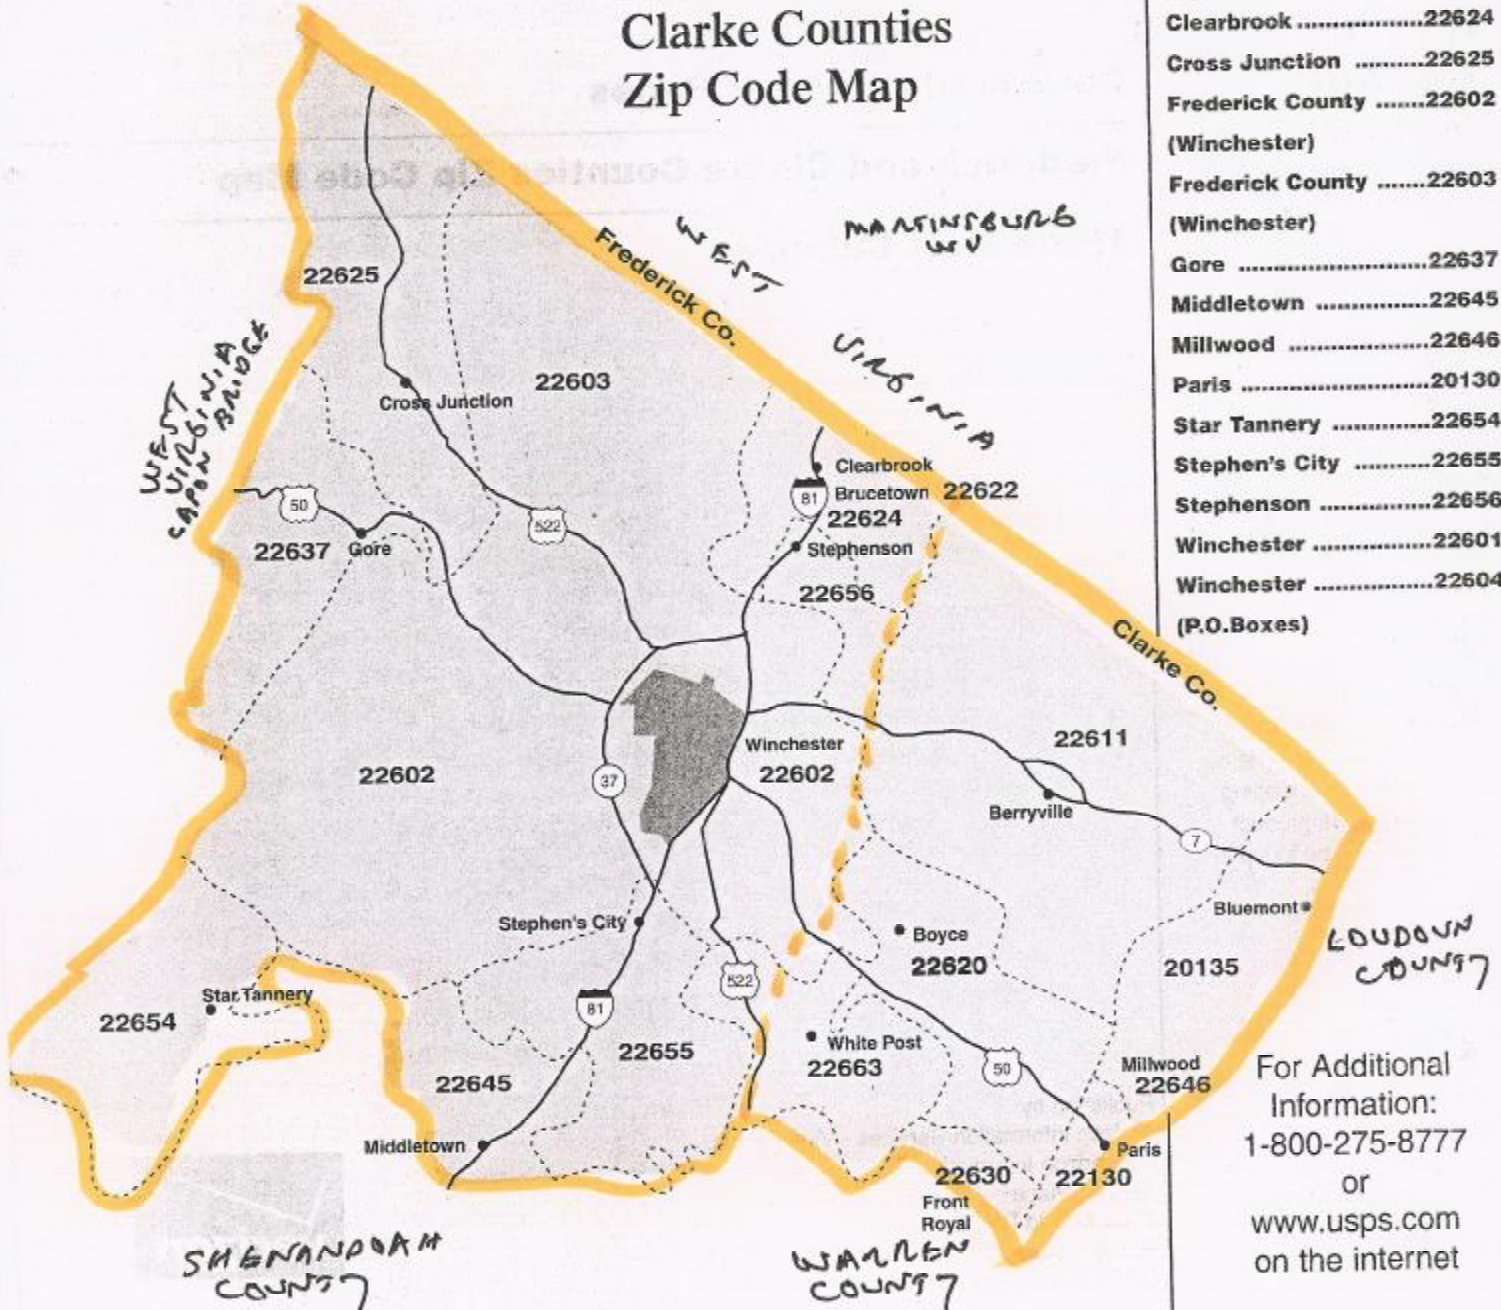 Clarke Counties
Zip Code Map
Clearbrook ....................22624
Cross Junction ..........22625
Frederick County .......22602
(Winchester)
Frederick County .......22603
(Winchester)
Gore ............................22637
Middletown ................22645
Millwood .....................22646
Paris ............................20130
Star Tannery ..............22654
Stephen's City ...........22655
Stephenson ................22656
Winchester .................22601
Winchester .................22604
(P.O.Boxes)
WEST
VIRGINIA
MARTINSBURG
WV
Frederick Co.
22625
22603
Cross Junction
WEST
VIRGINIA
CAPON BRIDGE
50
22637
Gore
522
Clearbrook
81
Brucetown 22622
22624
Stephenson
22656
Clarke Co.
22602
37
Winchester
22602
22611
Berryville
7
Bluemont
LOUDOUN
COUNTY
Stephen's City
Boyce
22620
20135
Star Tannery
22654
81
522
22655
22645
White Post
22663
50
Millwood
22646
Middletown
Paris
22630
22130
Front
Royal
SHENANDOAH
COUNTY
WARREN
COUNTY
For Additional
Information:
1-800-275-8777
or
www.usps.com
on the internet